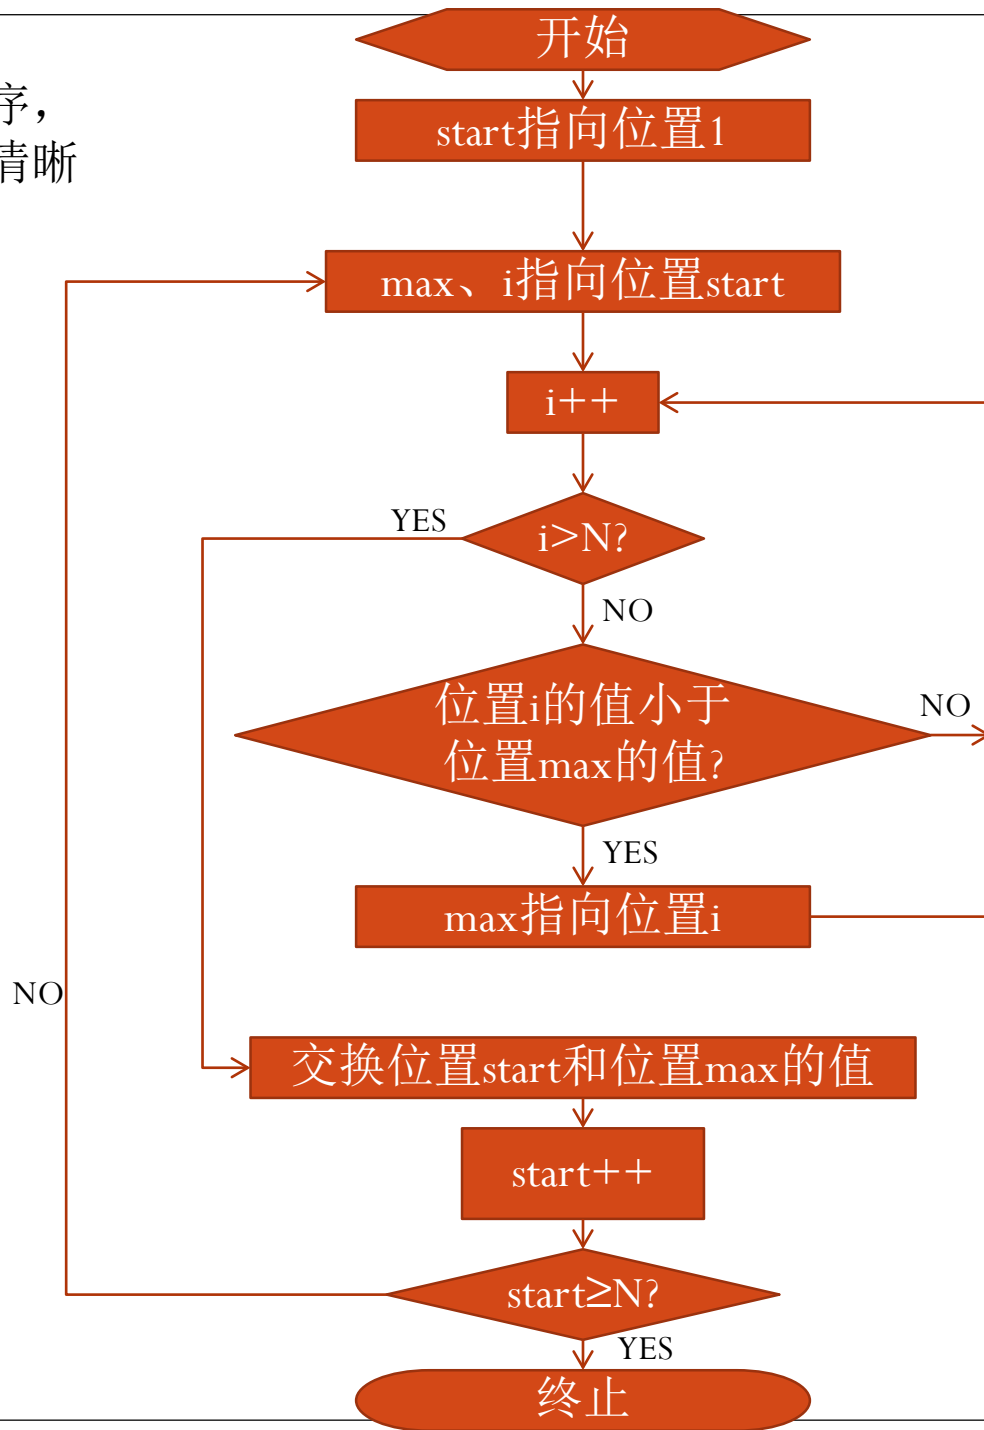 开始
序，
清晰
start指向位置1
max、i指向位置start
i++
YES
i>N?
NO
位置i的值小于
位置max的值?
NO
YES
max指向位置i
NO
交换位置start和位置max的值
start++
start≥N?
YES
终止